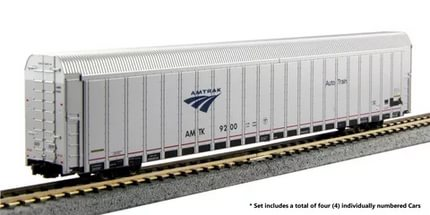 AMTRAK
Auto Train
AMTK 9200
* Set includes a total of four (4) individually numbered Cars